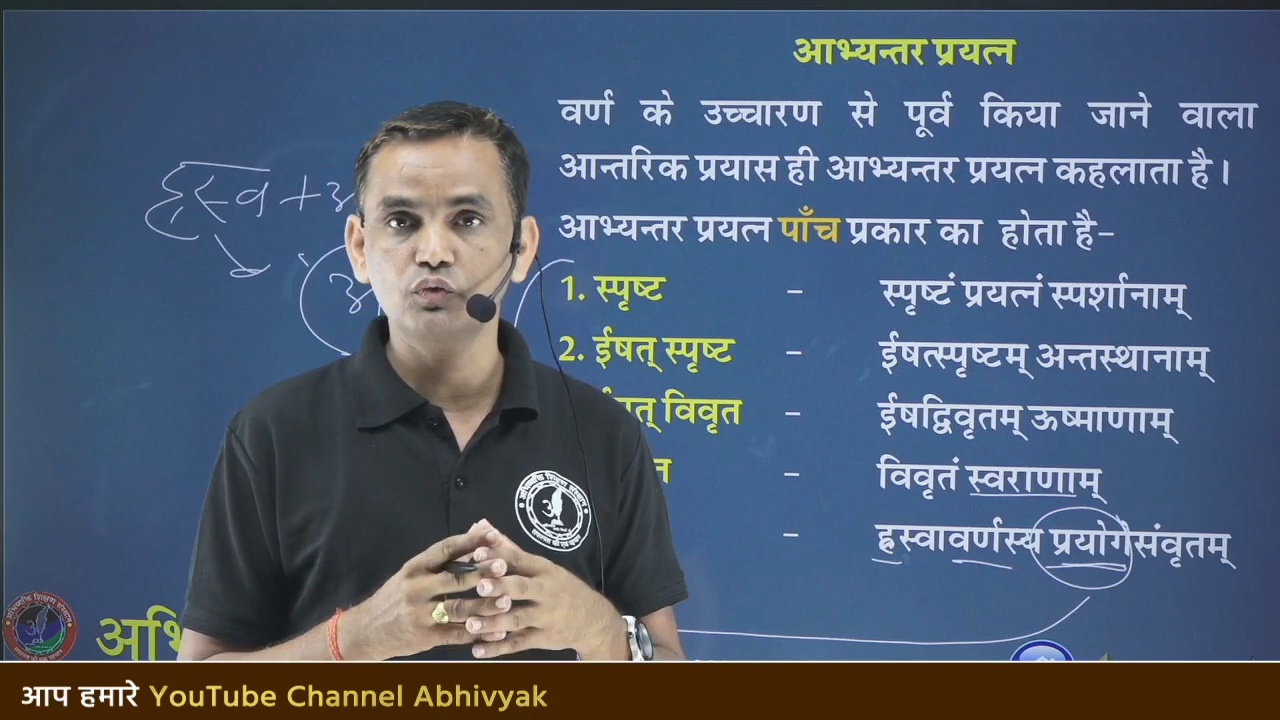 आभ्यन्तर प्रयत्न
वर्ण के उच्चारण से पूर्व किया जाने वाला
आन्तरिक प्रयास ही आभ्यन्तर प्रयत्न कहलाता है।
आभ्यन्तर प्रयत्न पाँच प्रकार का होता है-
1. स्पृष्ट - स्पृष्टं प्रयत्नं स्पर्शानाम्
2. ईषत् स्पृष्ट - ईषत्स्पृष्टम् अन्तस्थानाम्
विवृत - ईषद्विवृतम् ऊष्माणाम्
- विवृतं स्वराणाम्
- ह्रस्वावर्णस्य प्रयोगे संवृतम्
ह्रस्व + अ
अ
अभि
आप हमारे YouTube Channel Abhivyak